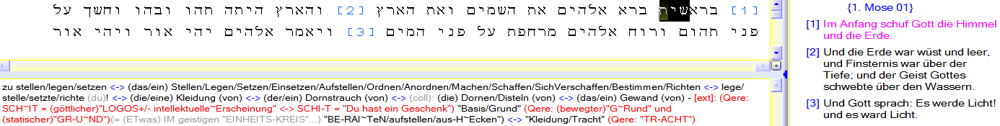 [1] בראשית ברא אלהים את השמים ואת הארץ [2] והארץ היתה תהו ובהו וחשך על
פני תהום ורוח אלהים מרחפת על פני המים [3] ויאמר אלהים יהי אור ויהי אור
zu stellen/legen/setzen <-> (das/ein) Stellen/Legen/Setzen/Einsetzen/Aufstellen/Ordnen/Anordnen/Machen/Schaffen/SichVerschaffen/Bestimmen/Richten <-> lege/
stelle/setzte/richte (du)! <-> (die/eine) Kleidung (von) <-> (der/ein) Dornstrauch (von) <-> (coll): (die) Dornen/Disteln (von) <-> (das/ein) Gewand (von) - [ext]: (Qere:
SCH~IT = (göttlicher)"LOGOS+/- intellektuelle~Erscheinung" <-> SCHI-T = "Du hast ein Geschenk") "Basis/Grund" (Qere: (bewegter)"G~Rund" und
(statischer)"GR-U~ND")(= (ETwas) IM geistigen "EINHEITS-KREIS"...) "BE-RAI~TeN/aufstellen/aus-H~Ecken") <-> "Kleidung/Tracht" (Qere: "TR-ACHT")
{1. Mose 01}
[1] Im Anfang schuf Gott die Himmel
und die Erde.
[2] Und die Erde war wüst und leer,
und Finsternis war über der
Tiefe; und der Geist Gottes
schwebte über den Wassern.
[3] Und Gott sprach: Es werde Licht!
und es ward Licht.